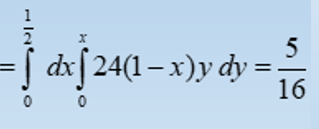 = ∫₀^{1/2} dx ∫₀^{x} 24(1 − x)y dy = 5/16